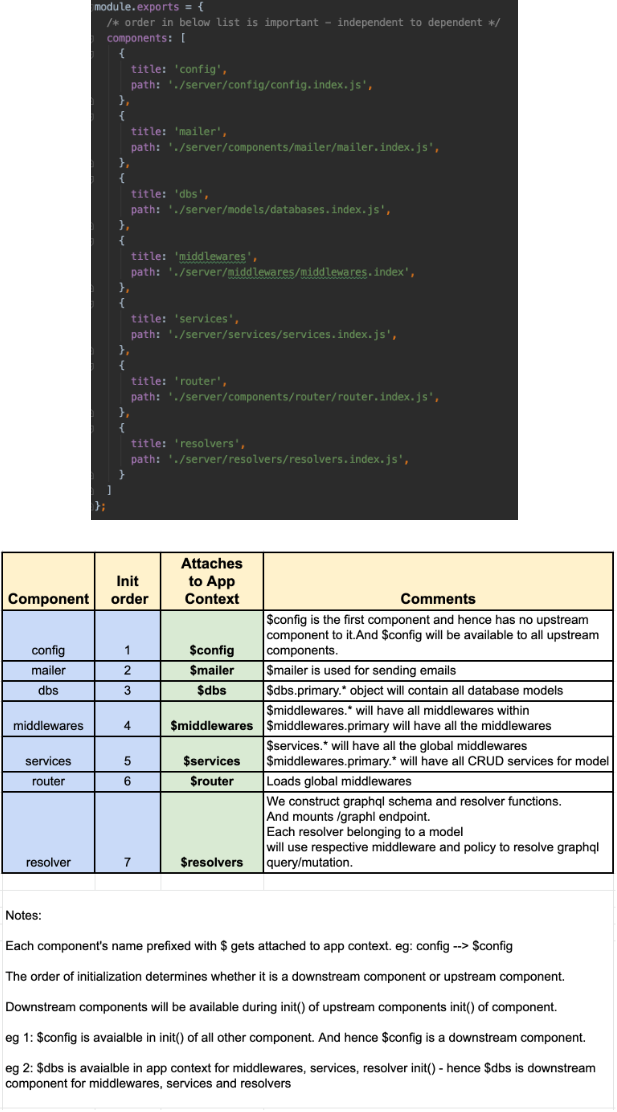 module.exports = {
/* order in below list is important - independent to dependent */
components: [
{
title: 'config',
path: './server/config/config.index.js',
},
{
title: 'mailer',
path: './server/components/mailer/mailer.index.js',
},
{
title: 'dbs',
path: './server/models/databases.index.js',
},
{
title: 'middlewares',
path: './server/middlewares/middlewares.index',
},
{
title: 'services',
path: './server/services/services.index.js',
},
{
title: 'router',
path: './server/components/router/router.index.js',
},
{
title: 'resolvers',
path: './server/resolvers/resolvers.index.js',
}
]
};
Component Init order Attaches to App Context Comments
config 1 $config $config is the first component and hence has no upstream
component to it.And $config will be available to all upstream
components.
mailer 2 $mailer $mailer is used for sending emails
dbs 3 $dbs $dbs.primary.* object will contain all database models
middlewares 4 $middlewares $middlewares.* will have all middlewares within
$middlewares.primary will have all the middlewares
services 5 $services $services.* will have all the global middlewares
$middlewares.primary.* will have all CRUD services for model
router 6 $router Loads global middlewares
resolver 7 $resolvers We construct graphql schema and resolver functions.
And mounts /graphl endpoint.
Each resolver belonging to a model
will use respective middleware and policy to resolve graphql
query/mutation.
Notes:
Each component's name prefixed with $ gets attached to app context. eg: config --> $config
The order of initialization determines whether it is a downstream component or upstream component.
Downstream components will be available during init() of upstream components init() of component.
eg 1: $config is avaialble in init() of all other component. And hence $config is a downstream component.
eg 2: $dbs is avaialble in app context for middlewares, services, resolver init() - hence $dbs is downstream
component for middlewares, services and resolvers